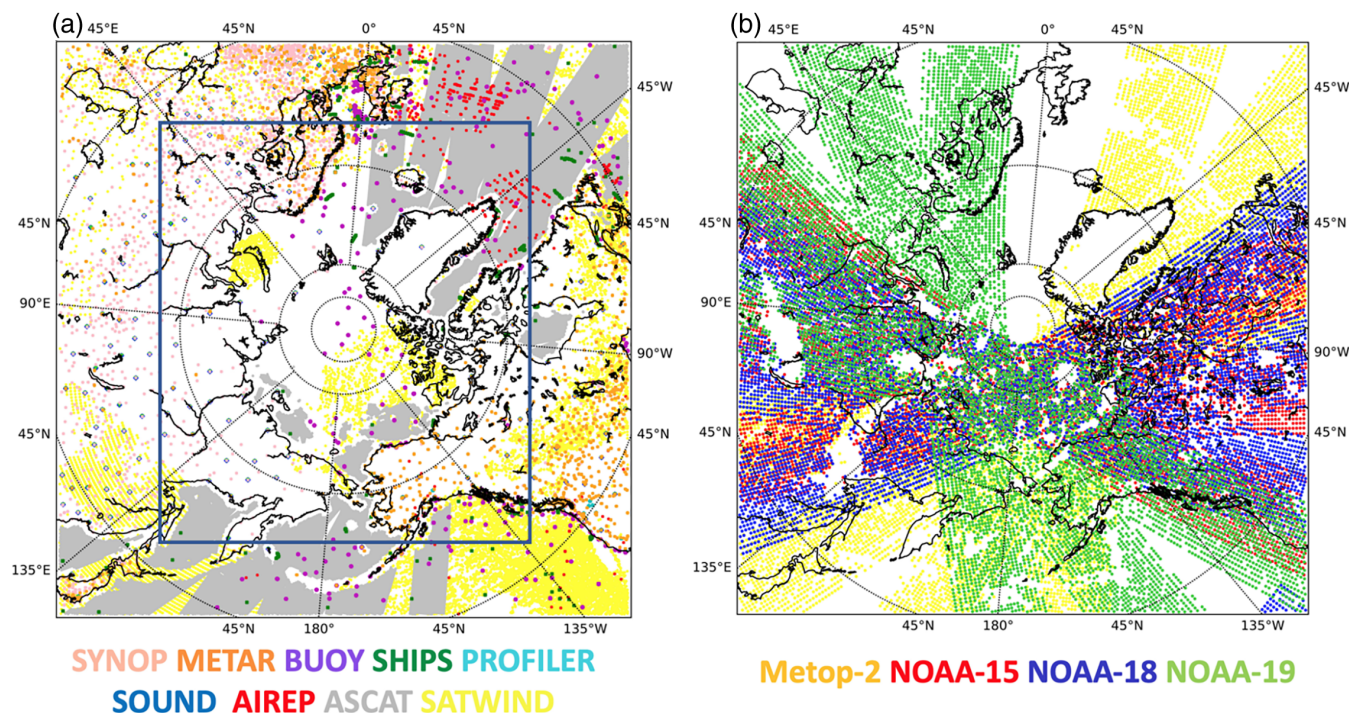 (a) 45°E 45°N 0° 45°N
45°W
45°N
45°N
90°E
90°W
45°N
45°N
135°E
45°N 180° 45°N 135°W
SYNOP METAR BUOY SHIPS PROFILER
SOUND AIREP ASCAT SATWIND
(b) 45°E 45°N 0° 45°N
45°W
45°N
45°N
90°E
90°W
45°N
45°N
135°E
45°N 180° 45°N 135°W
Metop-2 NOAA-15 NOAA-18 NOAA-19